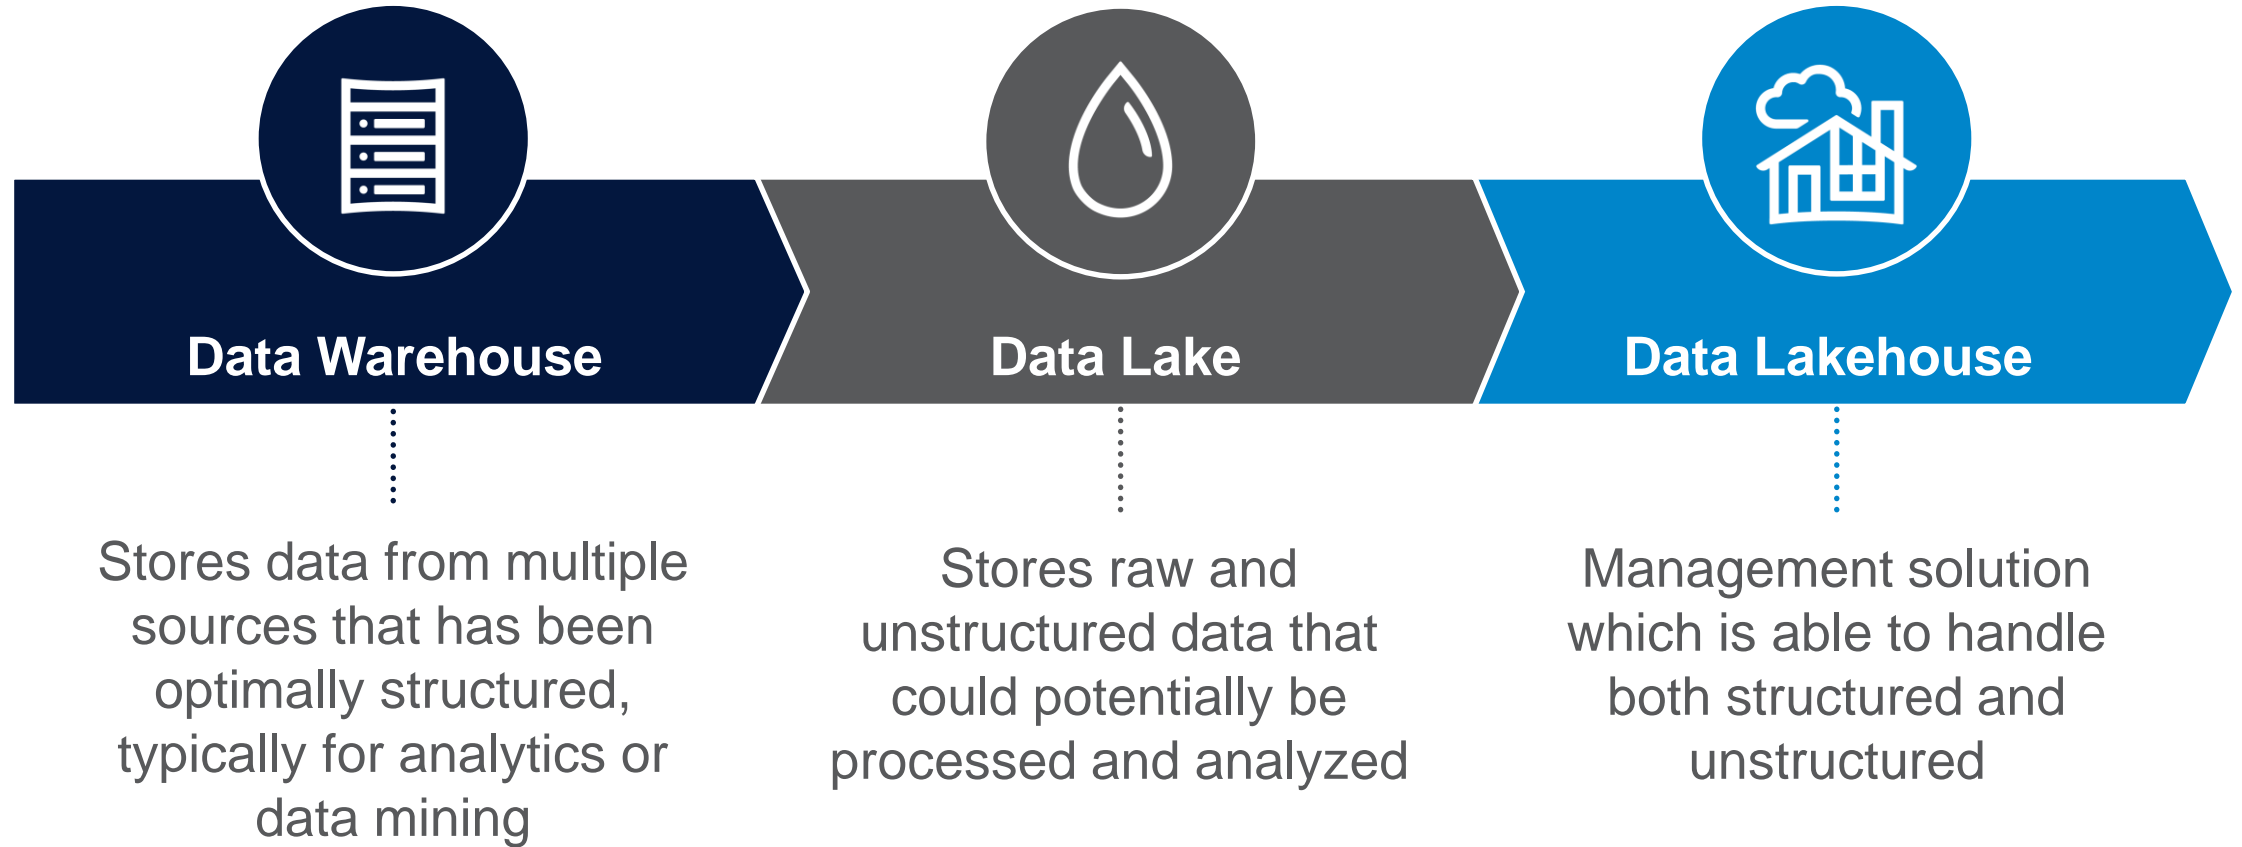 Data Warehouse
Data Lake
Data Lakehouse
Stores data from multiple
sources that has been
optimally structured,
typically for analytics or
data mining
Stores raw and
unstructured data that
could potentially be
processed and analyzed
Management solution
which is able to handle
both structured and
unstructured